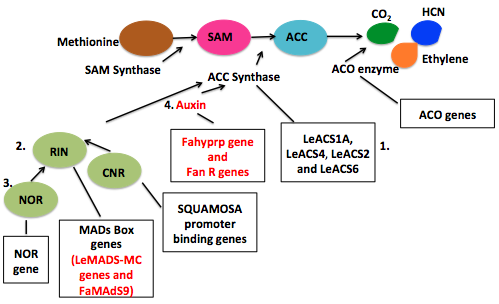 CO2
HCN
Methionine
SAM
ACC
SAM Synthase
ACC Synthase
ACO enzyme
Ethylene
4. Auxin
ACO genes
Fahyprp gene
and
Fan R genes
LeACS1A,
LeACS4, LeACS2
and LeACS6
1.
2.
RIN
CNR
3.
NOR
NOR
gene
MADs Box
genes
(LeMADS-MC
genes and
FaMAdS9)
SQUAMOSA
promoter
binding genes